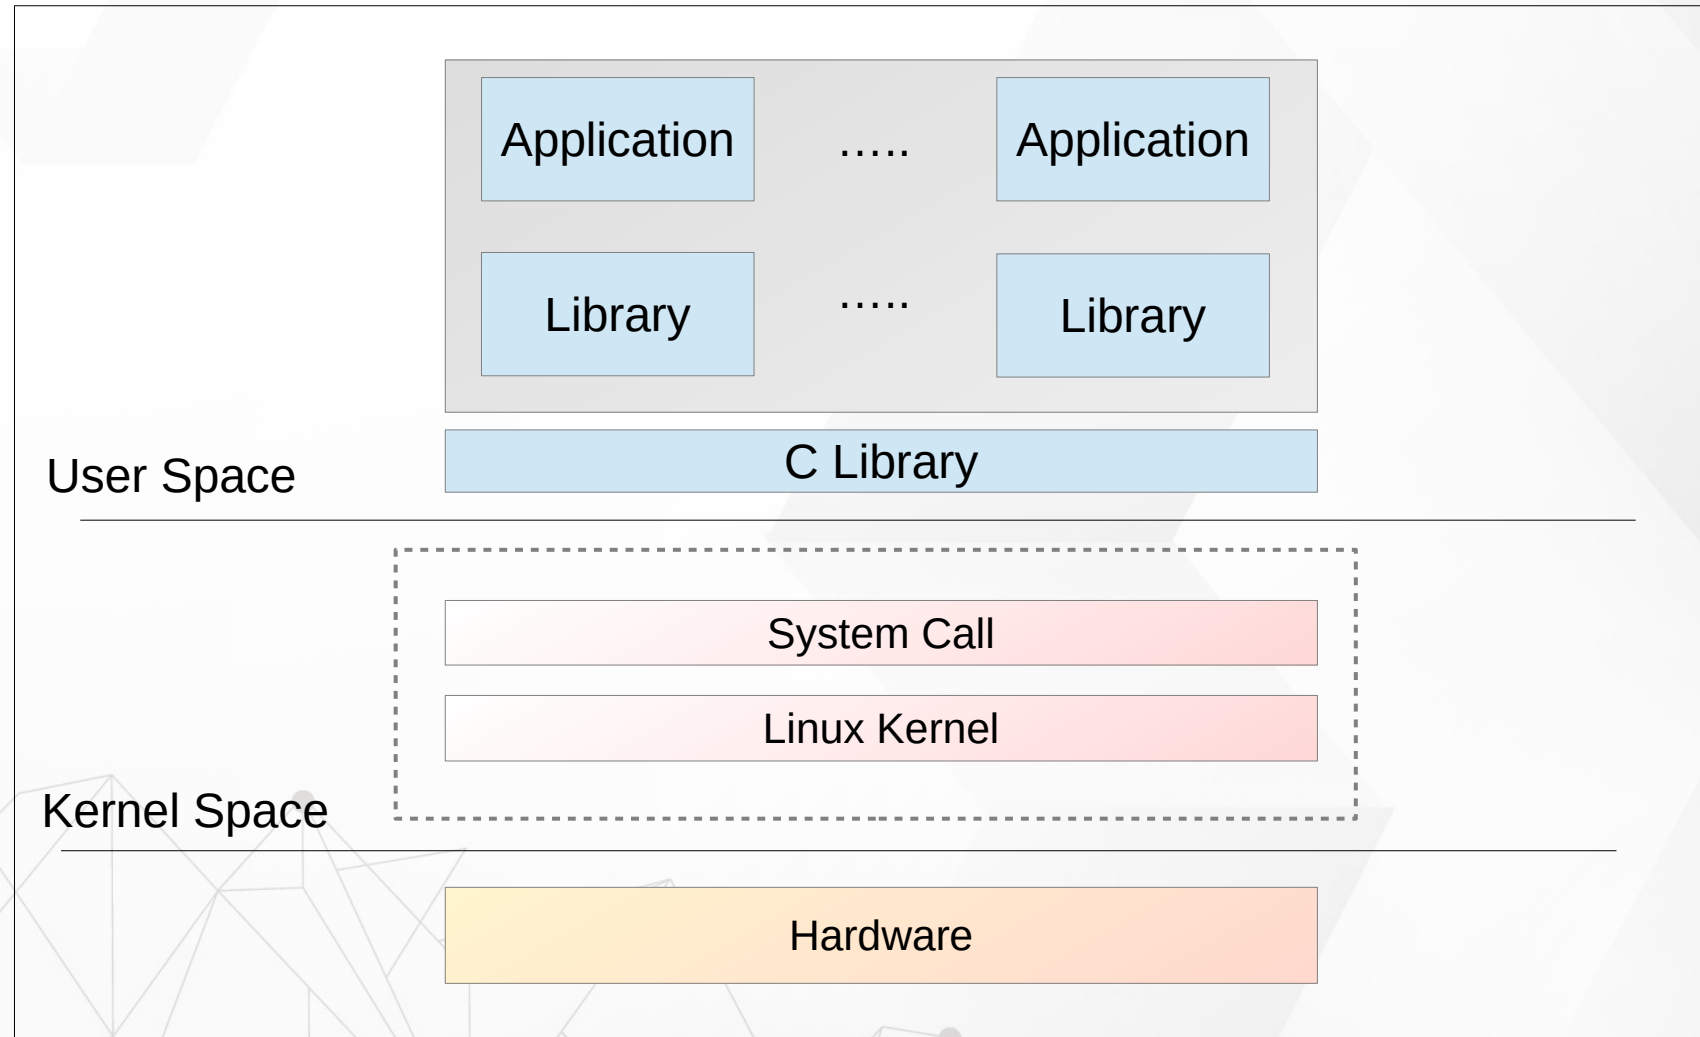 Application ..... Application
Library ..... Library
C Library
User Space
System Call
Linux Kernel
Kernel Space
Hardware